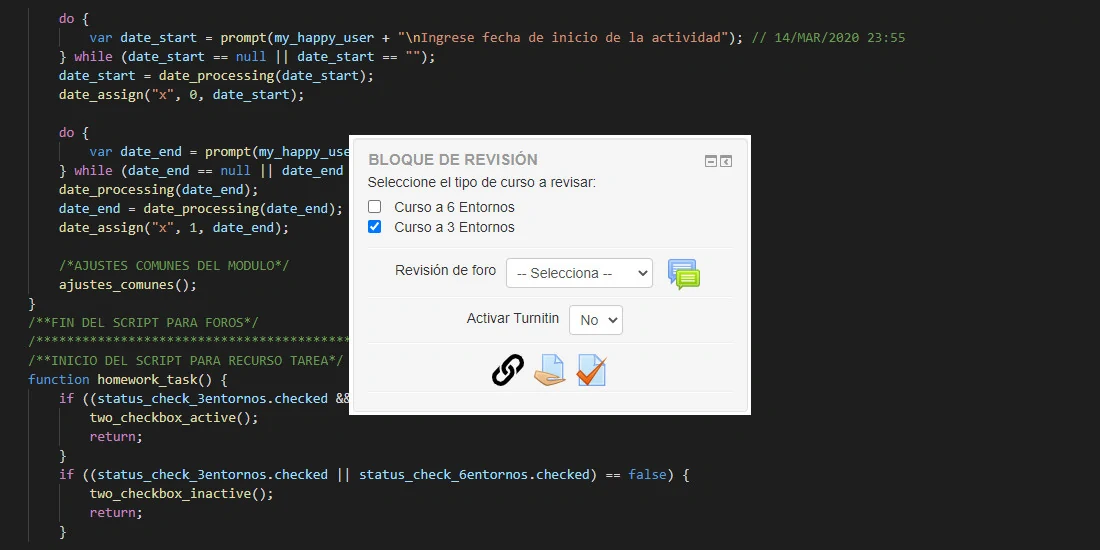 do {
var date_start = prompt(my_happy_user + "\nIngrese fecha de inicio de la actividad"); // 14/MAR/2020 23:55
} while (date_start == null || date_start == "");
date_start = date_processing(date_start);
date_assign("x", 0, date_start);
do {
var date_end = prompt(my_happy_use
} while (date_end == null || date_end
date_processing(date_end);
date_end = date_processing(date_end);
date_assign("x", 1, date_end);
/*AJUSTES COMUNES DEL MODULO*/
ajustes_comunes();
}
/**FIN DEL SCRIPT PARA FOROS*/
/*****************************************
/**INICIO DEL SCRIPT PARA RECURSO TAREA*/
function homework_task() {
if ((status_check_3entornos.checked &&
two_checkbox_active();
return;
}
if ((status_check_3entornos.checked || status_check_6entornos.checked) == false) {
two_checkbox_inactive();
return;
}
BLOQUE DE REVISIÓN
Seleccione el tipo de curso a revisar:
Curso a 6 Entornos
Curso a 3 Entornos
Revisión de foro -- Selecciona --
Activar Turnitin No